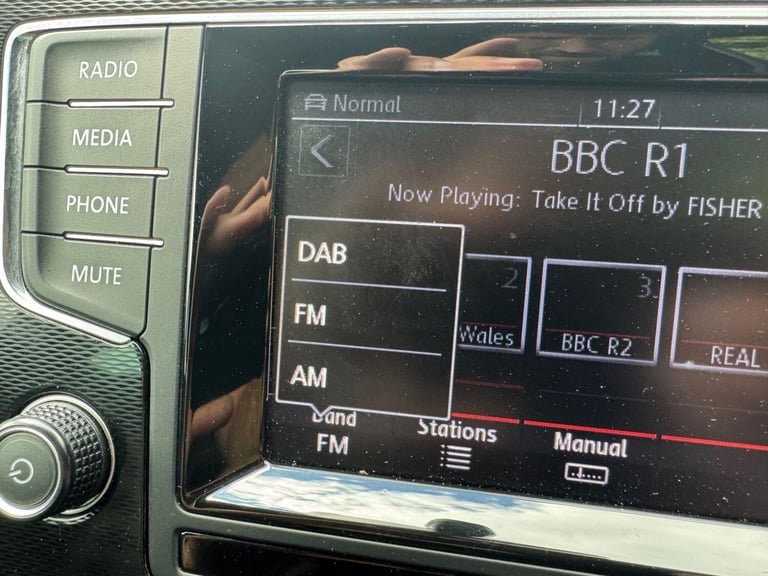 RADIO
MEDIA
PHONE
MUTE
Normal
11:27
BBC R1
Now Playing: Take It Off by FISHER
DAB
FM
AM
2
Wales
3
BBC R2
REAL
Band
FM
Stations
Manual